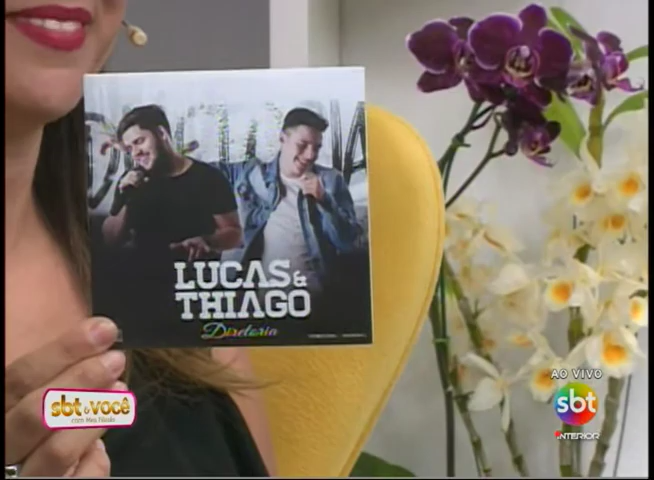 LUCAS &
THIAGO
Diretoria
sbt & você
AO VIVO
sbt
INTERIOR